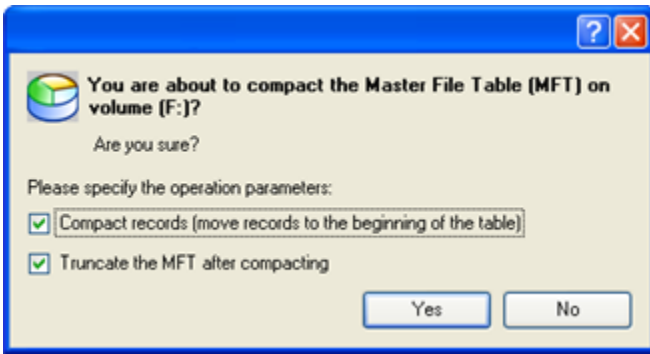 ?
You are about to compact the Master File Table (MFT) on
volume (F:)?
Are you sure?
Please specify the operation parameters:
Compact records (move records to the beginning of the table)
Truncate the MFT after compacting
Yes No